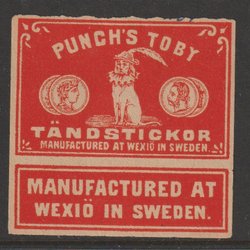 PUNCH'S TOBY
TÄNDSTICKOR
MANUFACTURED AT WEXIÖ IN SWEDEN.
MANUFACTURED AT
WEXIÖ IN SWEDEN.